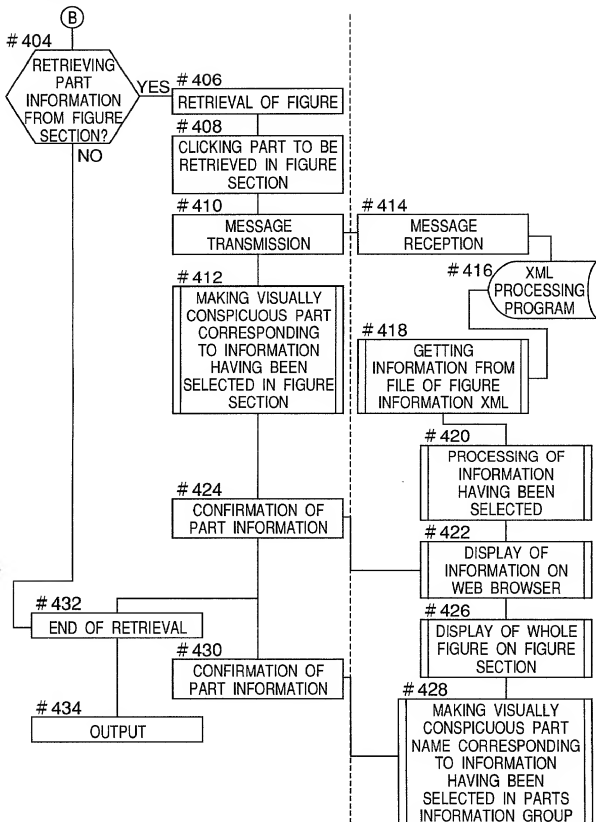 B
#404
RETRIEVING
PART
INFORMATION
FROM FIGURE
SECTION?
YES
NO
#406
RETRIEVAL OF FIGURE
#408
CLICKING PART TO BE
RETRIEVED IN FIGURE
SECTION
#410
MESSAGE
TRANSMISSION
#414
MESSAGE
RECEPTION
#416
XML
PROCESSING
PROGRAM
#412
MAKING VISUALLY
CONSPICUOUS PART
CORRESPONDING
TO INFORMATION
HAVING BEEN
SELECTED IN FIGURE
SECTION
#418
GETTING
INFORMATION FROM
FILE OF FIGURE
INFORMATION XML
#420
PROCESSING OF
INFORMATION
HAVING BEEN
SELECTED
#424
CONFIRMATION OF
PART INFORMATION
#422
DISPLAY OF
INFORMATION ON
WEB BROWSER
#426
DISPLAY OF WHOLE
FIGURE ON FIGURE
SECTION
#432
END OF RETRIEVAL
#430
CONFIRMATION OF
PART INFORMATION
#428
MAKING VISUALLY
CONSPICUOUS PART
NAME CORRESPONDING
TO INFORMATION
HAVING BEEN
SELECTED IN PARTS
INFORMATION GROUP
#434
OUTPUT